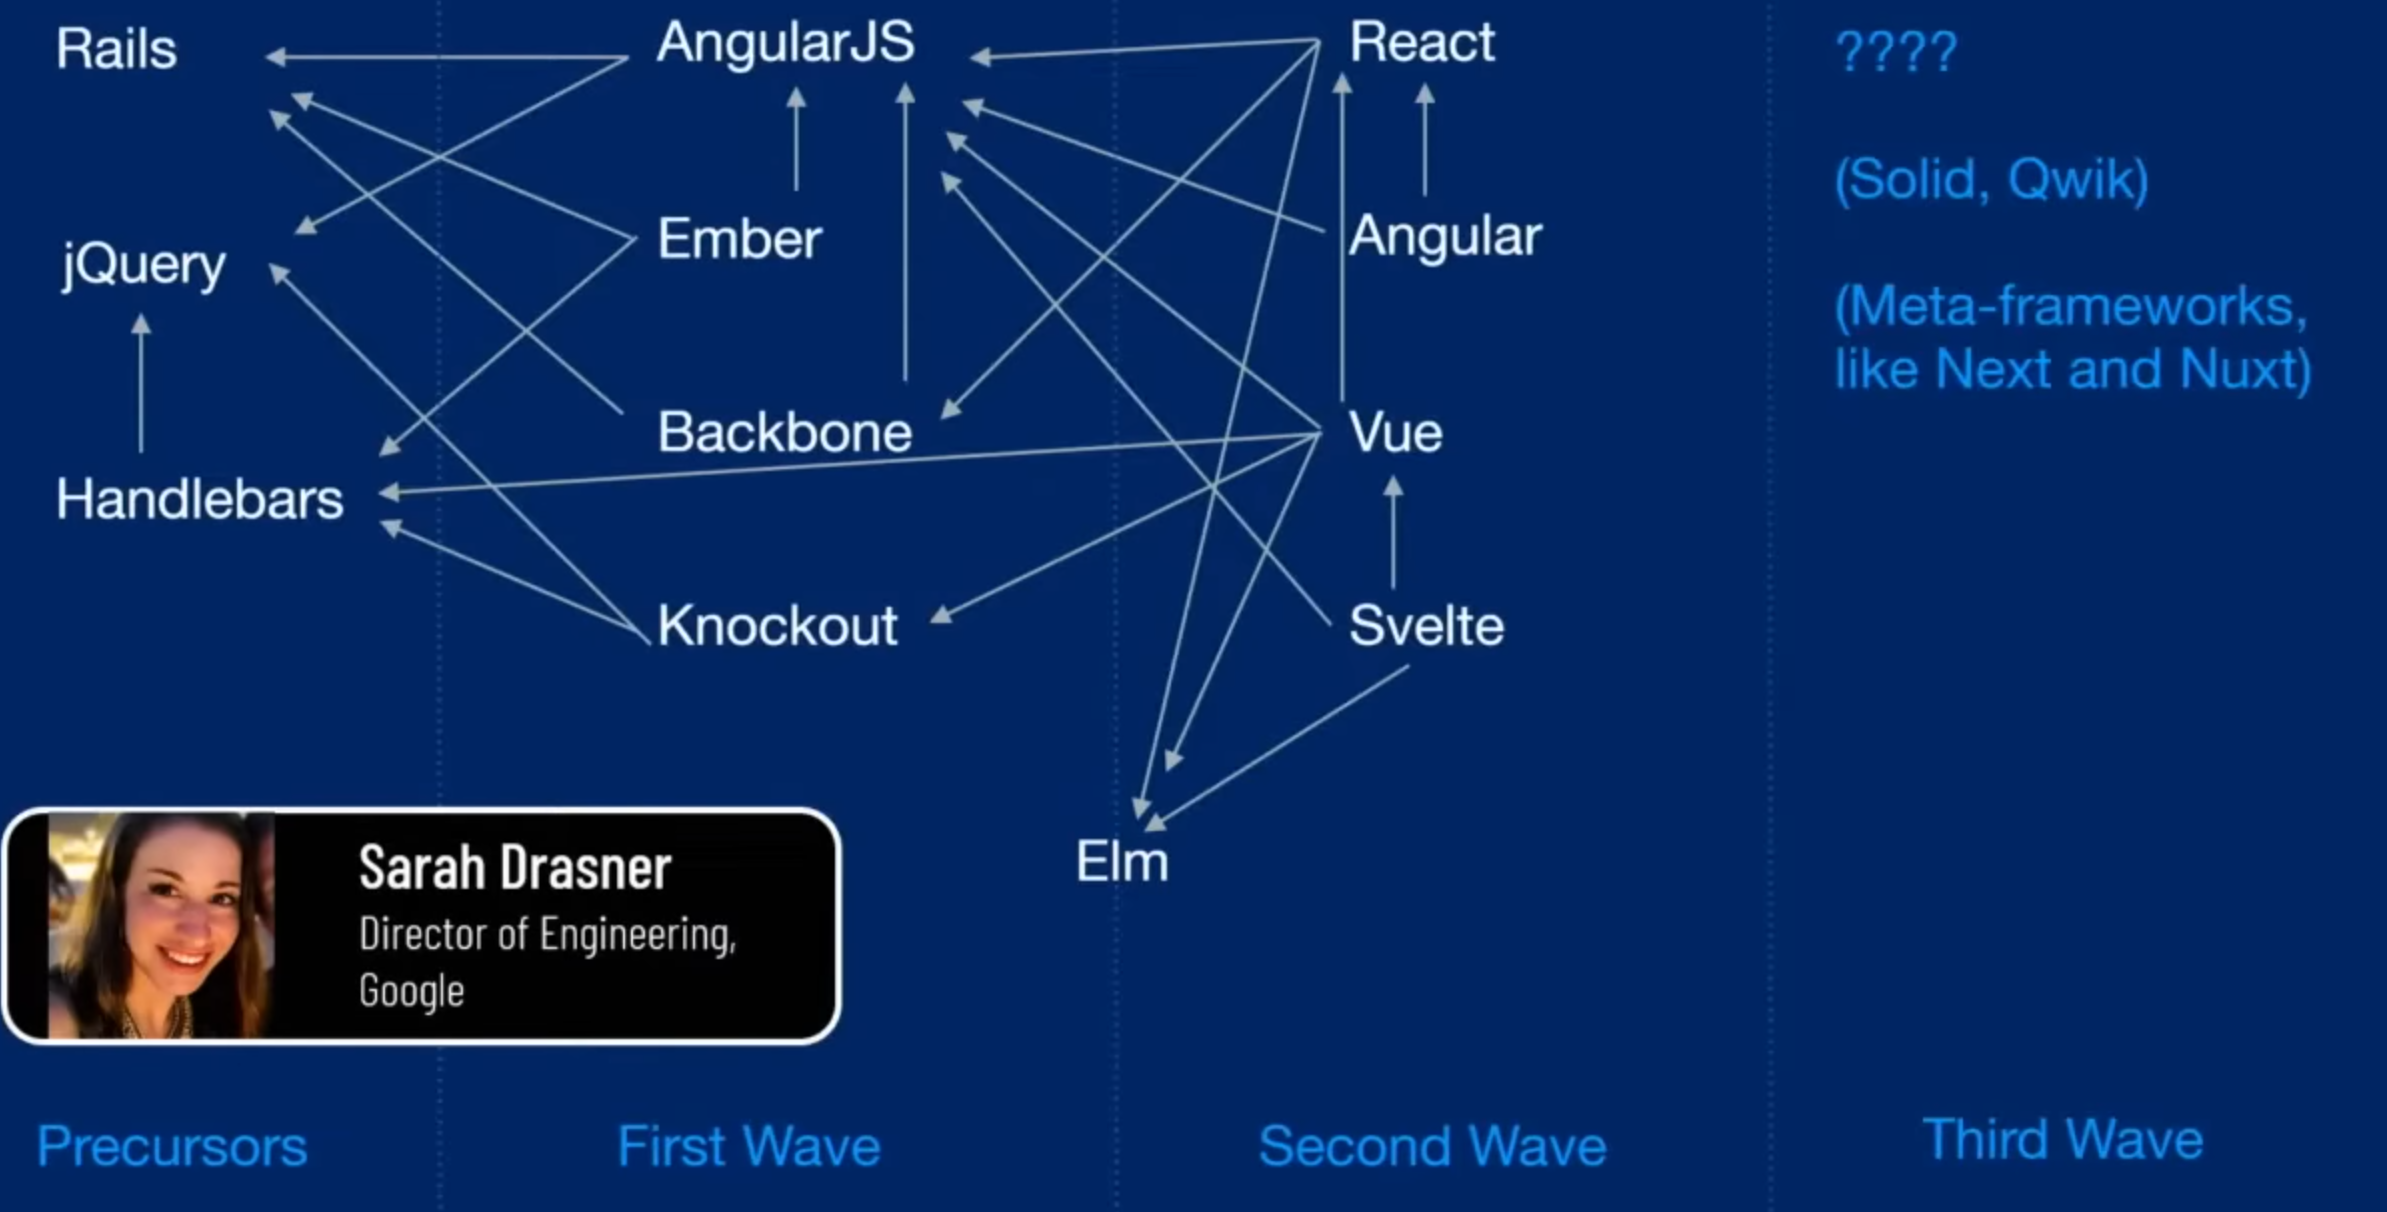 Rails
AngularJS
React
????
jQuery
Ember
Angular
(Solid, Qwik)
(Meta-frameworks,
like Next and Nuxt)
Handlebars
Backbone
Vue
Knockout
Svelte
Elm
Sarah Drasner
Director of Engineering,
Google
Precursors
First Wave
Second Wave
Third Wave